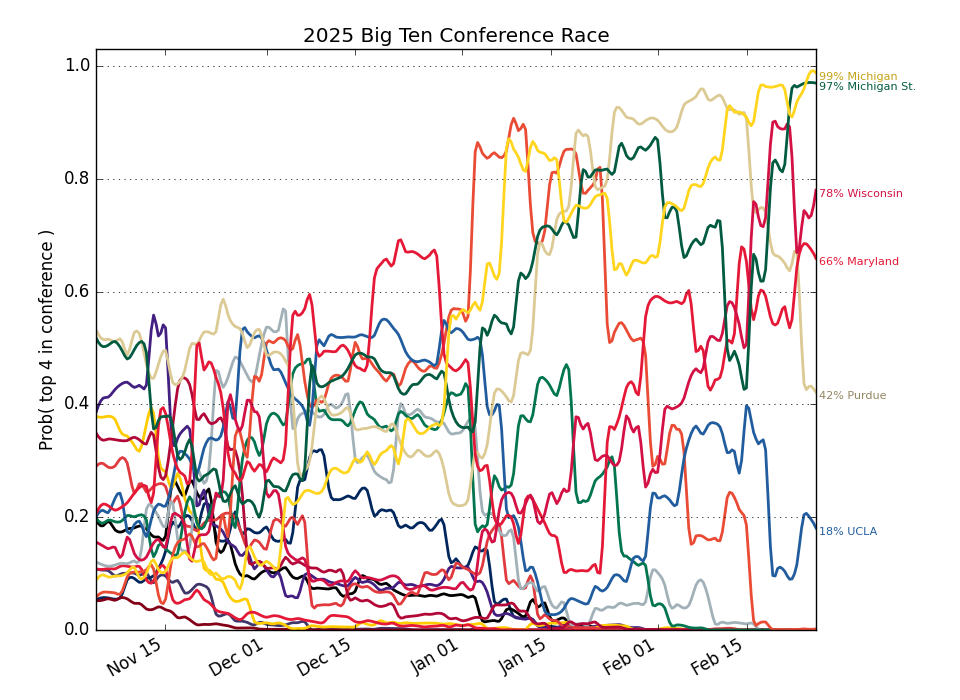 2025 Big Ten Conference Race
Prob( top 4 in conference )
1.0
0.8
0.6
0.4
0.2
0.0
99% Michigan
97% Michigan St.
78% Wisconsin
66% Maryland
42% Purdue
18% UCLA
Nov 15
Dec 01
Dec 15
Jan 01
Jan 15
Feb 01
Feb 15